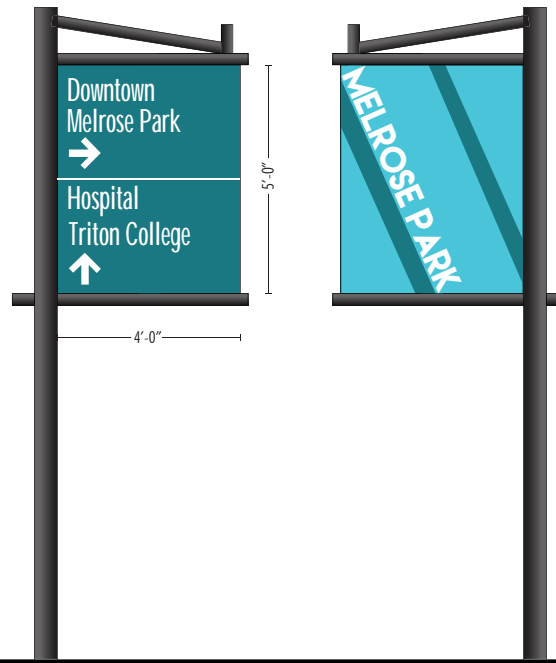 Downtown
Melrose Park
Hospital
Triton College
5'-0"
4'-0"
MELROSE PARK